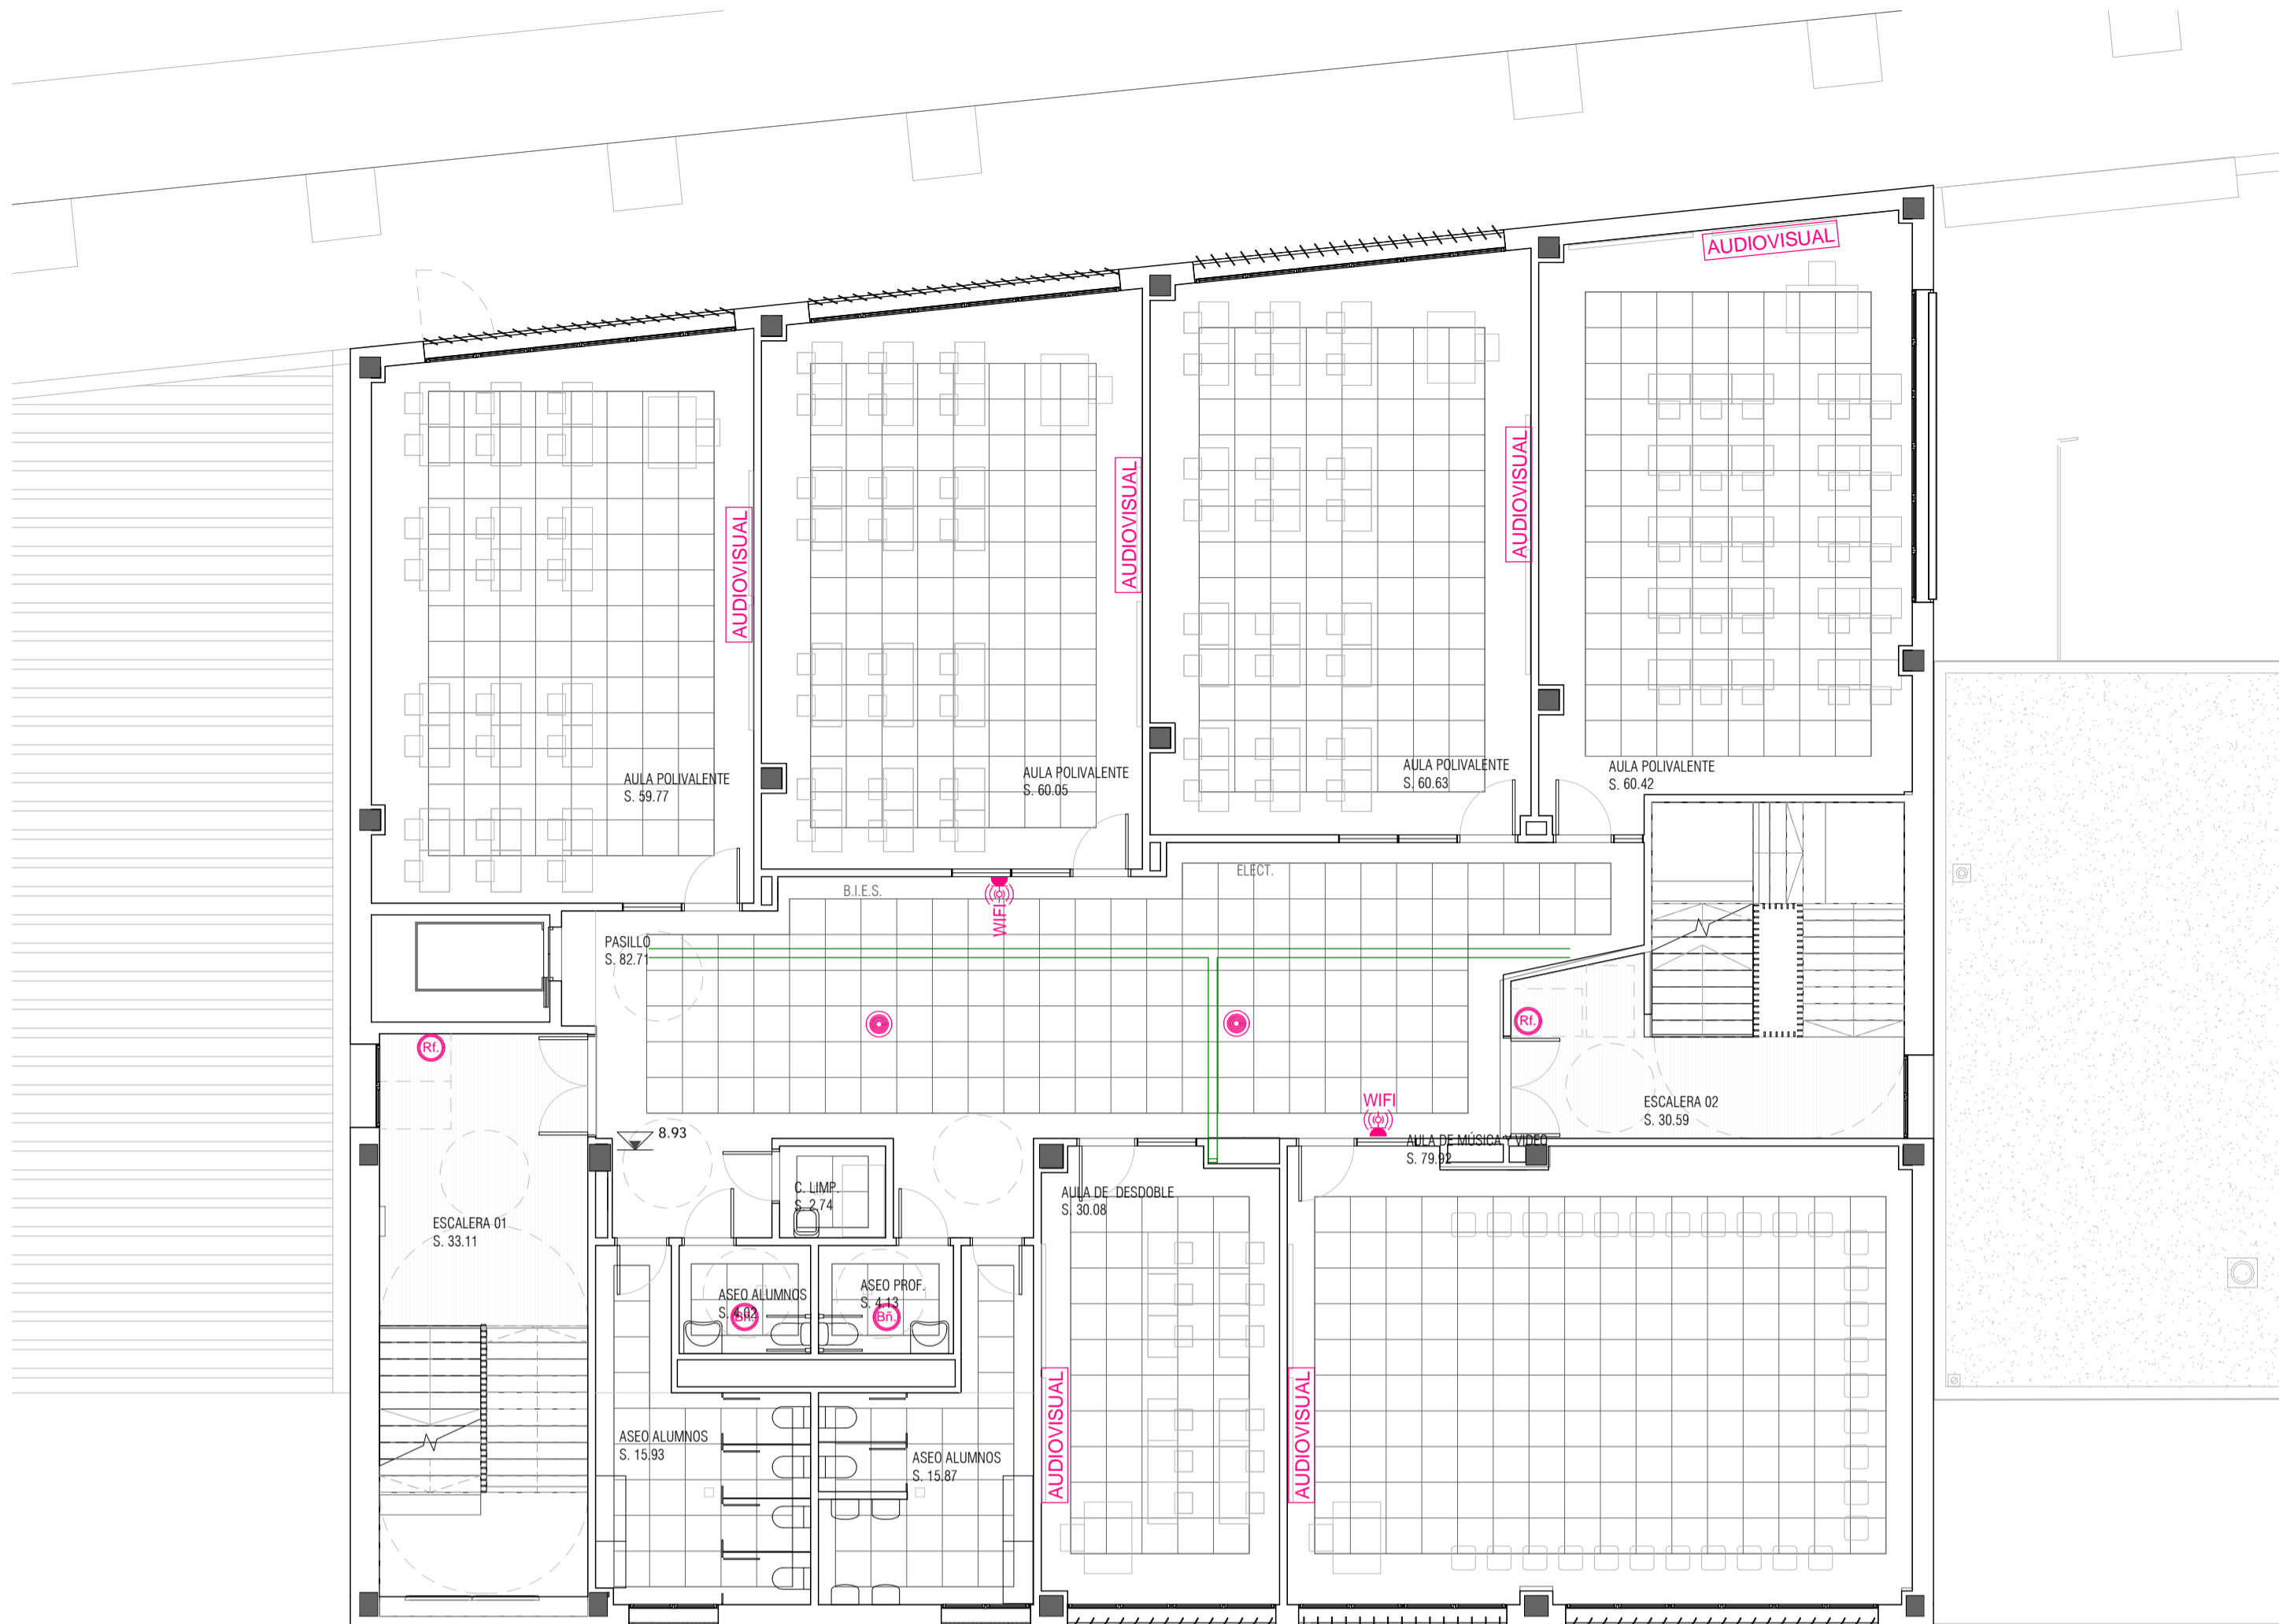 AUDIOVISUAL
AUDIOVISUAL
AUDIOVISUAL
AUDIOVISUAL
AULA POLIVALENTE
S. 59.77
AULA POLIVALENTE
S. 60.05
AULA POLIVALENTE
S. 60.63
AULA POLIVALENTE
S. 60.42
B.I.E.S.
WIFI
ELECT.
PASILLO
S. 82.71
Rf.
Rf.
WIFI
ESCALERA 02
S. 30.59
8.93
AULA DE MÚSICA Y VIDEO
S. 79.92
C. LIMP.
S. 2.74
AULA DE DESDOBLE
S. 30.08
ESCALERA 01
S. 33.11
ASEO ALUMNOS
S. 4.02
Bñ.
ASEO PROF.
S. 4.13
Bñ.
AUDIOVISUAL
AUDIOVISUAL
ASEO ALUMNOS
S. 15.93
ASEO ALUMNOS
S. 15.87